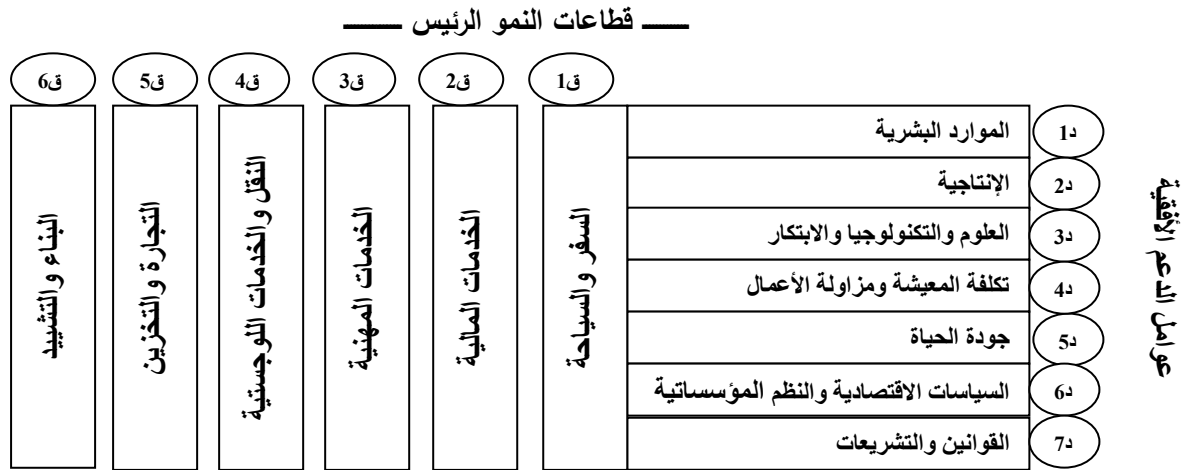 قطاعات النمو الرئيس
ق1
ق2
ق3
ق4
ق5
ق6
السفر والسياحة
الخدمات المالية
الخدمات المهنية
النقل والخدمات اللوجستية
التجارة والتخزين
البناء والتشييد
عوامل الدعم الأفقية
د1
الموارد البشرية
د2
الإنتاجية
د3
العلوم والتكنولوجيا والابتكار
د4
تكلفة المعيشة ومزاولة الأعمال
د5
جودة الحياة
د6
السياسات الاقتصادية والنظم المؤسساتية
د7
القوانين والتشريعات